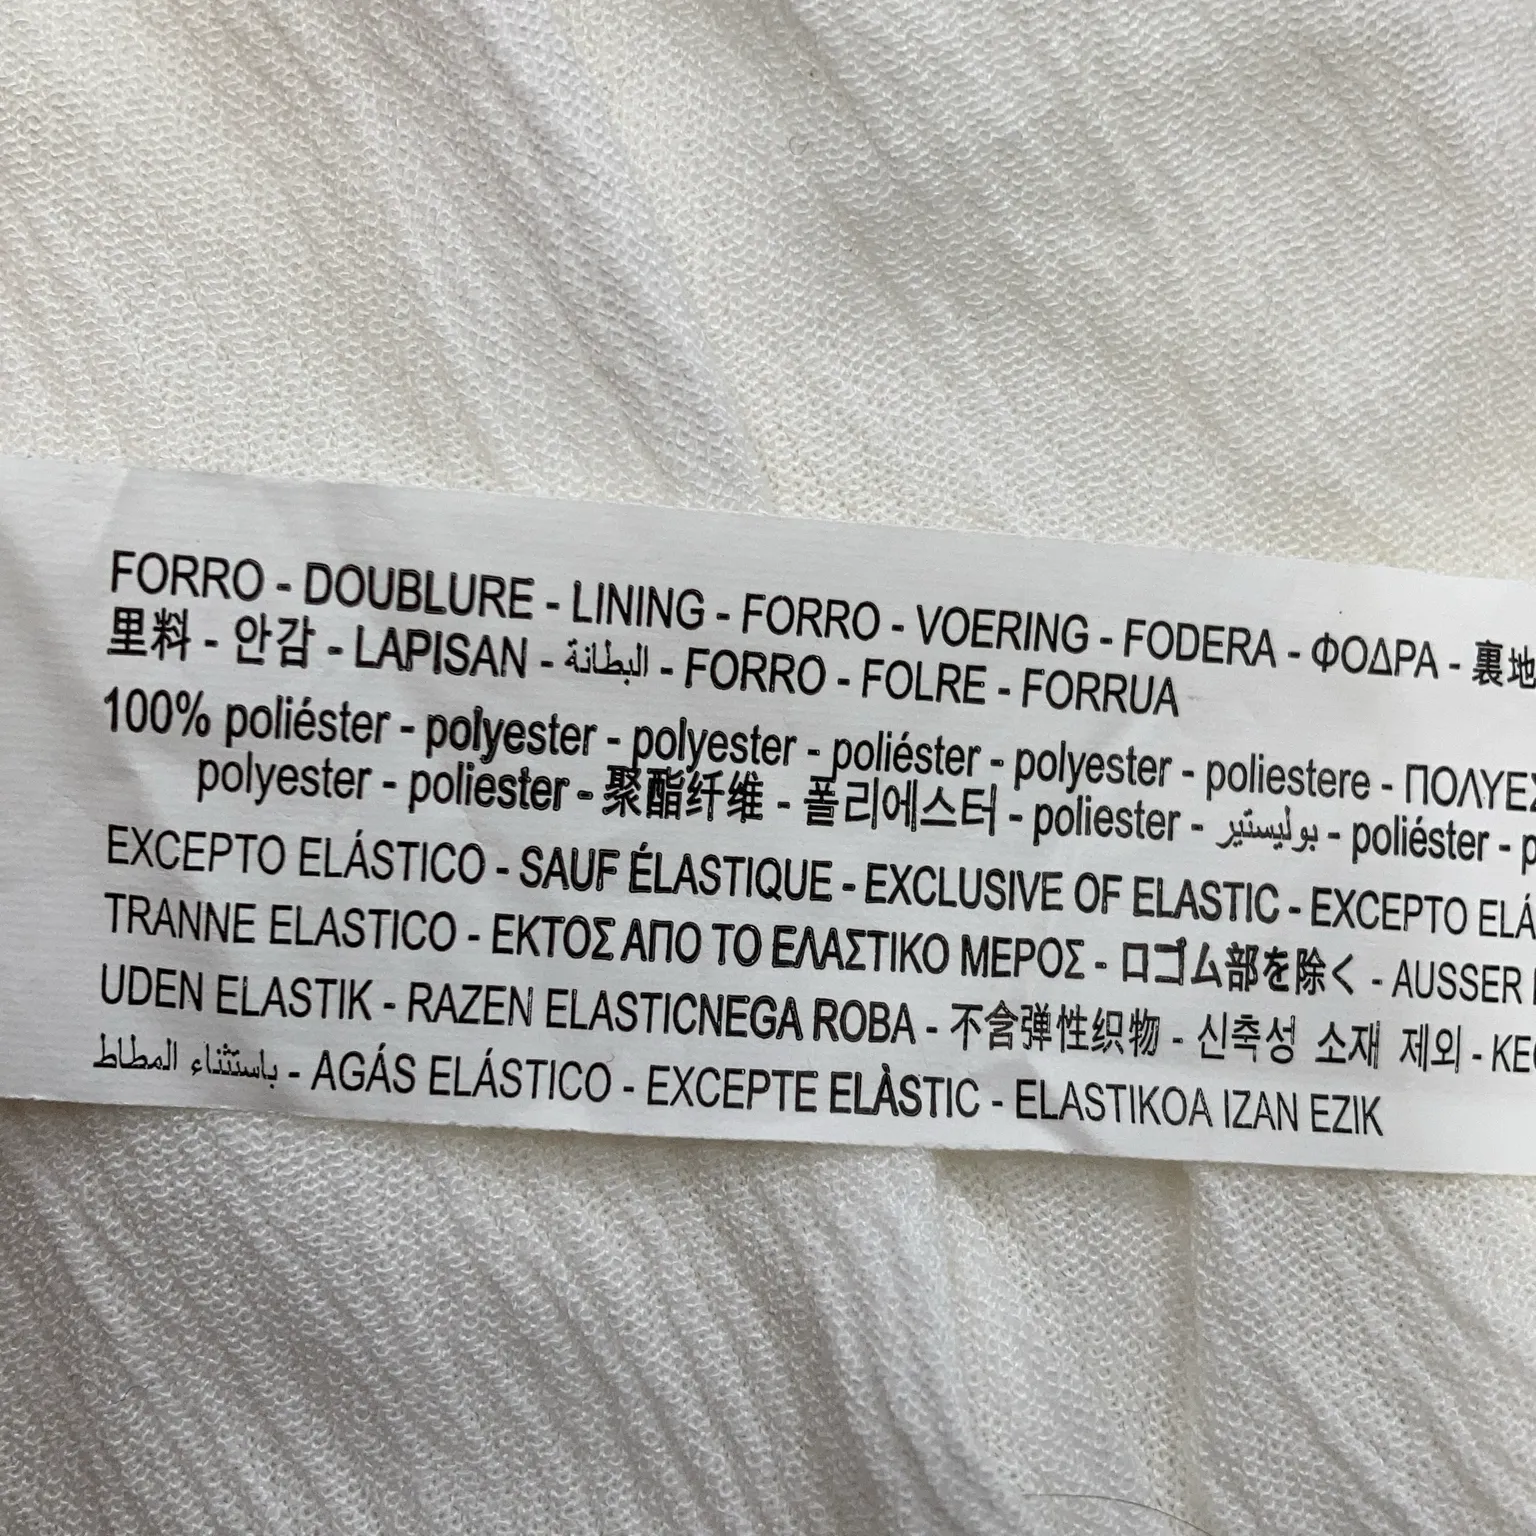 FORRO - DOUBLURE - LINING - FORRO - VOERING - FODERA - ΦΟΔΡΑ - 裏地
里料 - 안감 - LAPISAN - البطانة - FORRO - FOLRE - FORRUA
100% poliéster - polyester - polyester - poliéster - polyester - poliestere -
polyester - poliester - 聚酯纤维 - 폴리에스터 - poliester - بوليستير - poliéster -
EXCEPTO ELÁSTICO - SAUF ÉLASTIQUE - EXCLUSIVE OF ELASTIC - EXCEPTO
TRANNE ELASTICO - ΕΚΤΟΣ ΑΠΟ ΤΟ ΕΛΑΣΤΙΚΟ ΜΕΡΟΣ - ロゴム部を除く - AUSSER
UDEN ELASTIK - RAZEN ELASTICNEGA ROBA - 不含弹性织物 - 신축성 소재 제외 -
باستثناء المطاط - AGÁS ELÁSTICO - EXCEPTE ELÀSTIC - ELASTIKOA IZAN EZIK